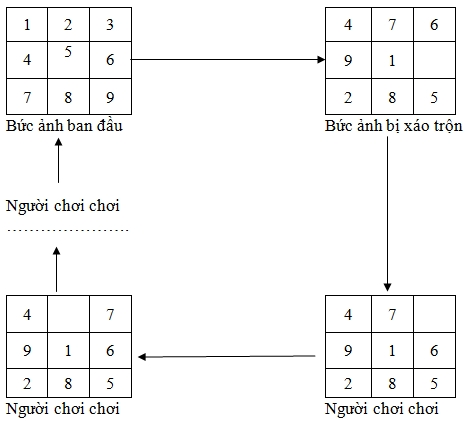 1 2 3
4 5 6
7 8 9
Bức ảnh ban đầu
4 7 6
9 1
2 8 5
Bức ảnh bị xáo trộn
Người chơi chơi
......................
4 7
9 1 6
2 8 5
Người chơi chơi
4 7
9 1 6
2 8 5
Người chơi chơi